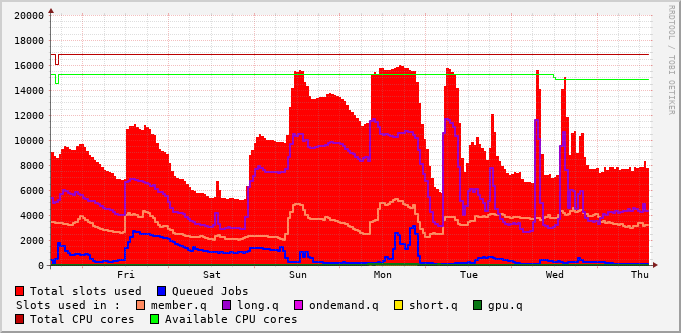 20000
18000
16000
14000
12000
10000
8000
6000
4000
2000
0
Fri Sat Sun Mon Tue Wed Thu
RRDTOOL / TOBI OETIKER
Total slots used Queued Jobs
Slots used in : member.q long.q ondemand.q short.q gpu.q
Total CPU cores Available CPU cores